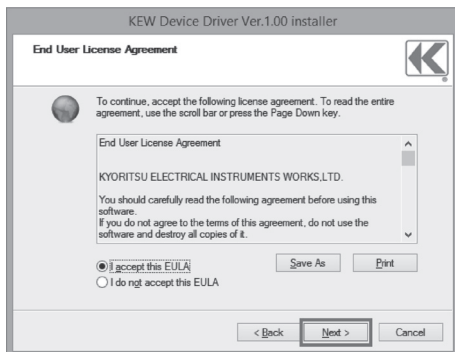 KEW Device Driver Ver.1.00 installer
End User License Agreement
To continue, accept the following license agreement. To read the entire
agreement, use the scroll bar or press the Page Down key.
End User License Agreement
KYORITSU ELECTRICAL INSTRUMENTS WORKS,LTD.
You should carefully read the following agreement before using this
software.
If you do not agree to the terms of this agreement, do not use the
software and destroy all copies of it.
I accept this EULA
Save As
Print
I do not accept this EULA
< Back
Next >
Cancel